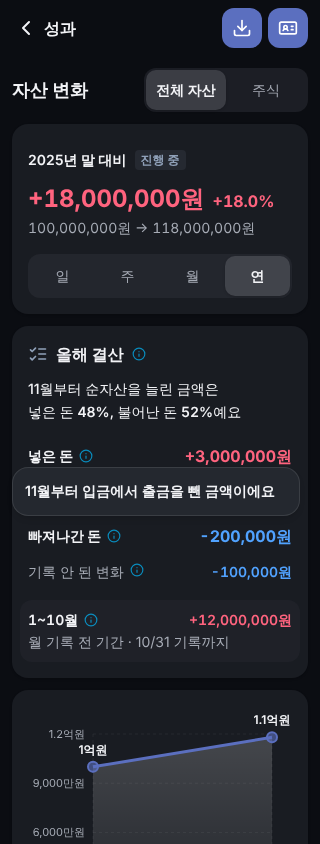 성과
자산 변화
전체 자산
주식
2025년 말 대비
진행 중
+18,000,000원 +18.0%
100,000,000원 → 118,000,000원
일
주
월
연
올해 결산
11월부터 순자산을 늘린 금액은
넣은 돈 48%, 불어난 돈 52%예요
넣은 돈
+3,000,000원
11월부터 입금에서 출금을 뺀 금액이에요
빠져나간 돈
-200,000원
기록 안 된 변화
-100,000원
1~10월
+12,000,000원
월 기록 전 기간 · 10/31 기록까지
1.1억원
1.2억원
1억원
9,000만원
6,000만원